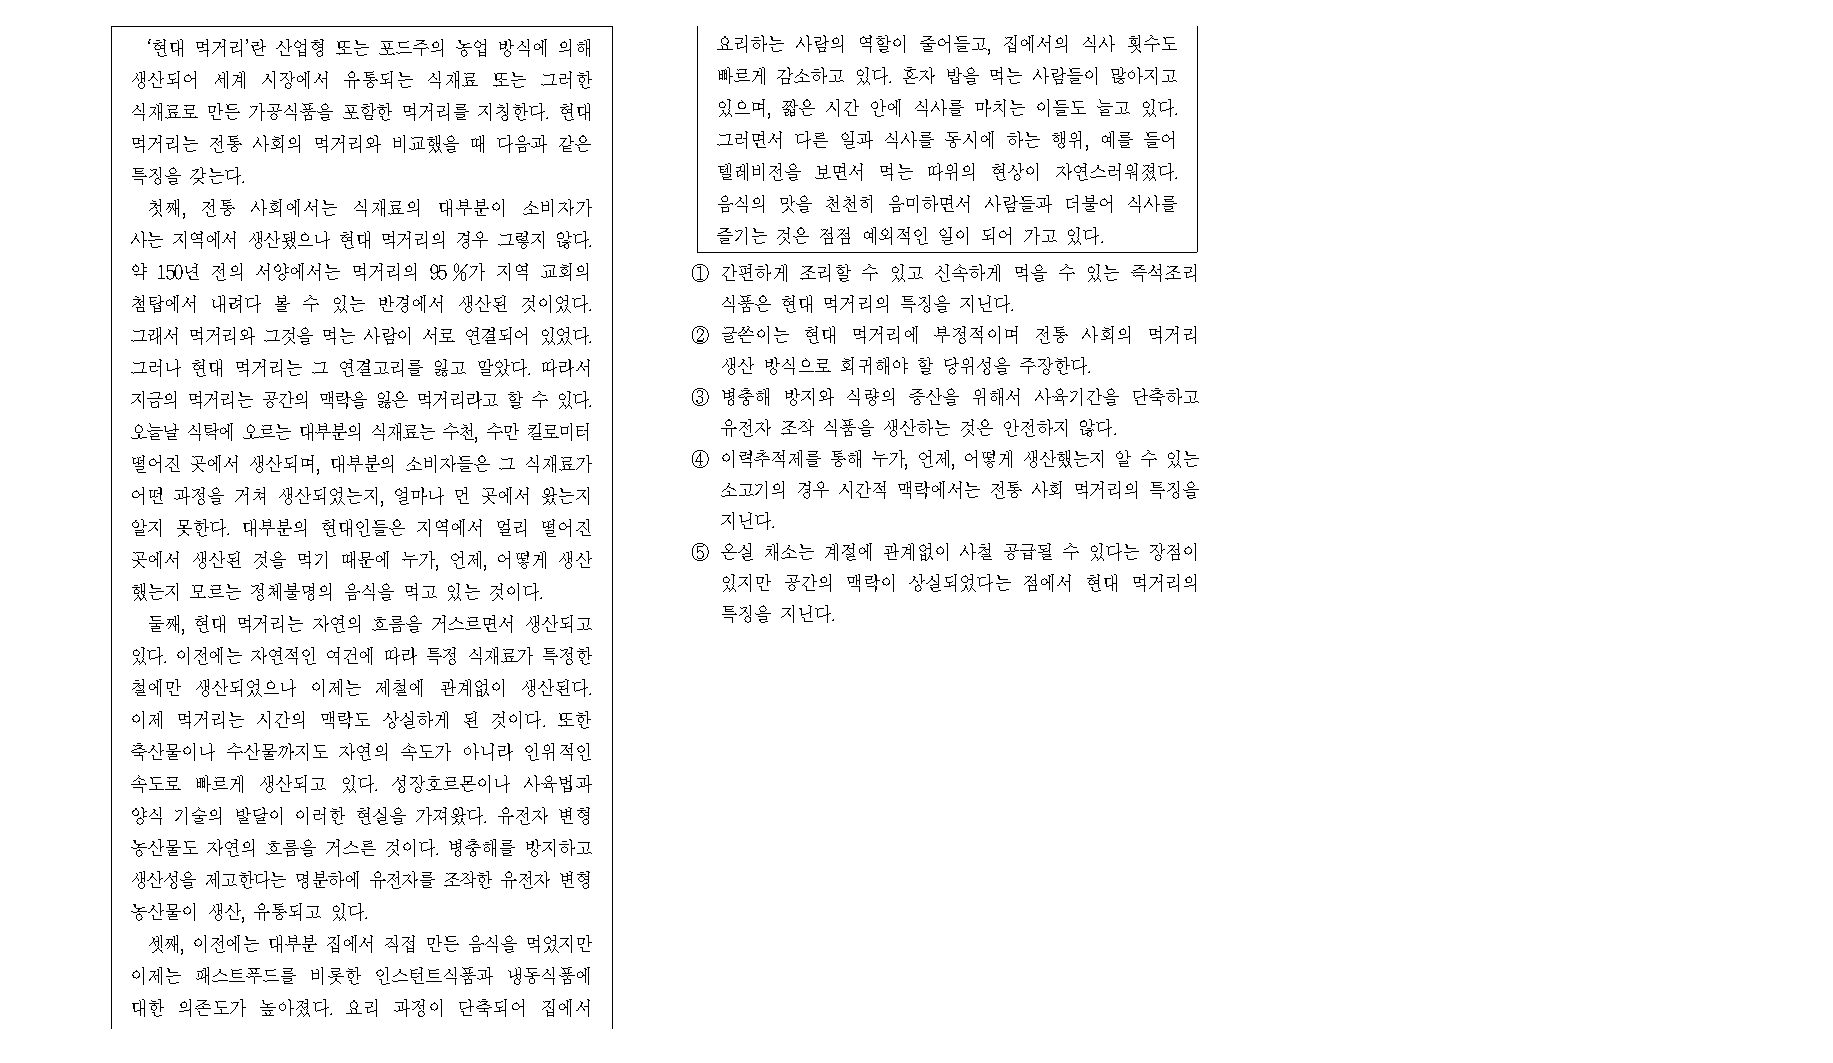 ‘현대 먹거리’란 산업형 또는 포드주의 농업 방식에 의해
생산되어 세계 시장에서 유통되는 식재료 또는 그러한
식재료로 만든 가공식품을 포함한 먹거리를 지칭한다. 현대
먹거리는 전통 사회의 먹거리와 비교했을 때 다음과 같은
특징을 갖는다.
첫째, 전통 사회에서는 식재료의 대부분이 소비자가
사는 지역에서 생산됐으나 현대 먹거리의 경우 그렇지 않다.
약 150년 전의 서양에서는 먹거리의 95 %가 지역 교회의
첨탑에서 내려다 볼 수 있는 반경에서 생산된 것이었다.
그래서 먹거리와 그것을 먹는 사람이 서로 연결되어 있었다.
그러나 현대 먹거리는 그 연결고리를 잃고 말았다. 따라서
지금의 먹거리는 공간의 맥락을 잃은 먹거리라고 할 수 있다.
오늘날 식탁에 오르는 대부분의 식재료는 수천, 수만 킬로미터
떨어진 곳에서 생산되며, 대부분의 소비자들은 그 식재료가
어떤 과정을 거쳐 생산되었는지, 얼마나 먼 곳에서 왔는지
알지 못한다. 대부분의 현대인들은 지역에서 멀리 떨어진
곳에서 생산된 것을 먹기 때문에 누가, 언제, 어떻게 생산
했는지 모르는 정체불명의 음식을 먹고 있는 것이다.
둘째, 현대 먹거리는 자연의 흐름을 거스르면서 생산되고
있다. 이전에는 자연적인 여건에 따라 특정 식재료가 특정한
철에만 생산되었으나 이제는 제철에 관계없이 생산된다.
이제 먹거리는 시간의 맥락도 상실하게 된 것이다. 또한
축산물이나 수산물까지도 자연의 속도가 아니라 인위적인
속도로 빠르게 생산되고 있다. 성장호르몬이나 사육법과
양식 기술의 발달이 이러한 현실을 가져왔다. 유전자 변형
농산물도 자연의 흐름을 거스른 것이다. 병충해를 방지하고
생산성을 제고한다는 명분하에 유전자를 조작한 유전자 변형
농산물이 생산, 유통되고 있다.
셋째, 이전에는 대부분 집에서 직접 만든 음식을 먹었지만
이제는 패스트푸드를 비롯한 인스턴트식품과 냉동식품에
대한 의존도가 높아졌다. 요리 과정이 단축되어 집에서
요리하는 사람의 역할이 줄어들고, 집에서의 식사 횟수도
빠르게 감소하고 있다. 혼자 밥을 먹는 사람들이 많아지고
있으며, 짧은 시간 안에 식사를 마치는 이들도 늘고 있다.
그러면서 다른 일과 식사를 동시에 하는 행위, 예를 들어
텔레비전을 보면서 먹는 따위의 현상이 자연스러워졌다.
음식의 맛을 천천히 음미하면서 사람들과 더불어 식사를
즐기는 것은 점점 예외적인 일이 되어 가고 있다.
① 간편하게 조리할 수 있고 신속하게 먹을 수 있는 즉석조리
식품은 현대 먹거리의 특징을 지닌다.
② 글쓴이는 현대 먹거리에 부정적이며 전통 사회의 먹거리
생산 방식으로 회귀해야 할 당위성을 주장한다.
③ 병충해 방지와 식량의 증산을 위해서 사육기간을 단축하고
유전자 조작 식품을 생산하는 것은 안전하지 않다.
④ 이력추적제를 통해 누가, 언제, 어떻게 생산했는지 알 수 있는
소고기의 경우 시간적 맥락에서는 전통 사회 먹거리의 특징을
지닌다.
⑤ 온실 채소는 계절에 관계없이 사철 공급될 수 있다는 장점이
있지만 공간의 맥락이 상실되었다는 점에서 현대 먹거리의
특징을 지닌다.